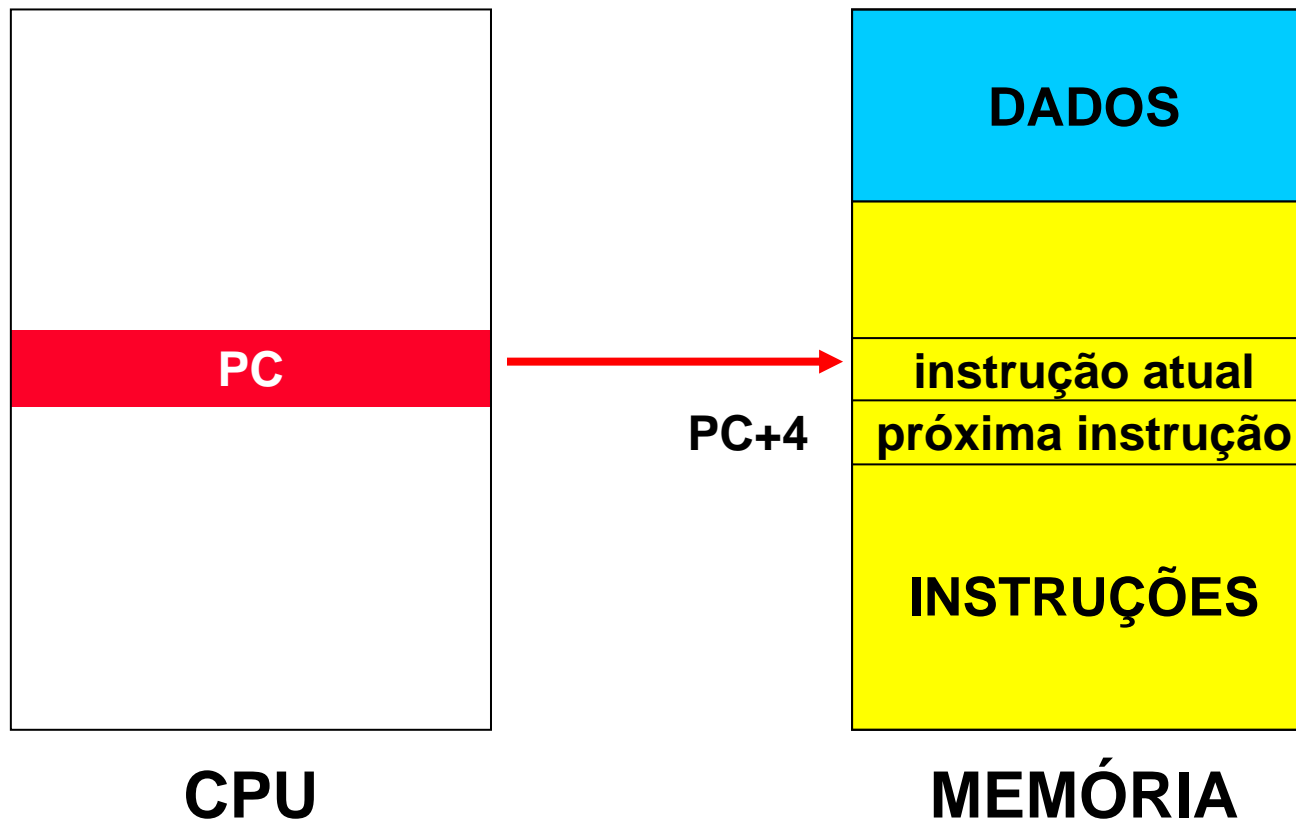 DADOS
PC
instrução atual
PC+4
próxima instrução
INSTRUÇÕES
CPU
MEMÓRIA